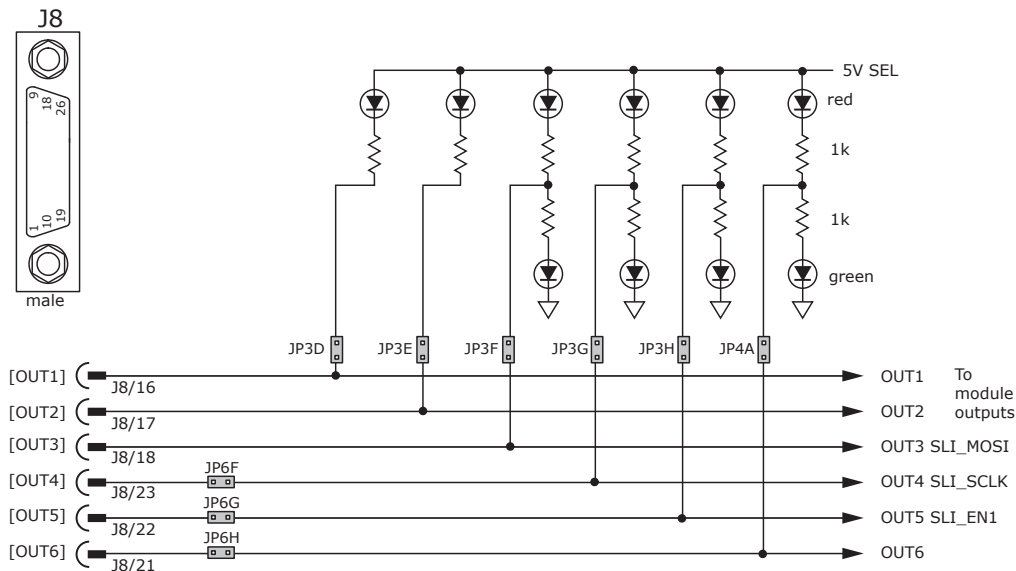 J8
9
18
26
1
10
19
male
5V SEL
red
1k
1k
green
JP3D
JP3E
JP3F
JP3G
JP3H
JP4A
[OUT1]
J8/16
OUT1
To
module
outputs
[OUT2]
J8/17
OUT2
[OUT3]
J8/18
OUT3 SLI_MOSI
[OUT4]
J8/23
JP6F
OUT4 SLI_SCLK
[OUT5]
J8/22
JP6G
OUT5 SLI_EN1
[OUT6]
J8/21
JP6H
OUT6